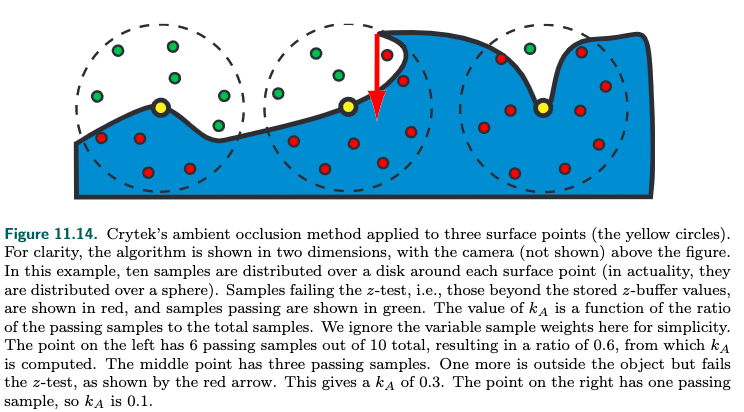 Figure 11.14. Crytek's ambient occlusion method applied to three surface points (the yellow circles).
For clarity, the algorithm is shown in two dimensions, with the camera (not shown) above the figure.
In this example, ten samples are distributed over a disk around each surface point (in actuality, they
are distributed over a sphere). Samples failing the z-test, i.e., those beyond the stored z-buffer values,
are shown in red, and samples passing are shown in green. The value of kA is a function of the ratio
of the passing samples to the total samples. We ignore the variable sample weights here for simplicity.
The point on the left has 6 passing samples out of 10 total, resulting in a ratio of 0.6, from which kA
is computed. The middle point has three passing samples. One more is outside the object but fails
the z-test, as shown by the red arrow. This gives a kA of 0.3. The point on the right has one passing
sample, so kA is 0.1.